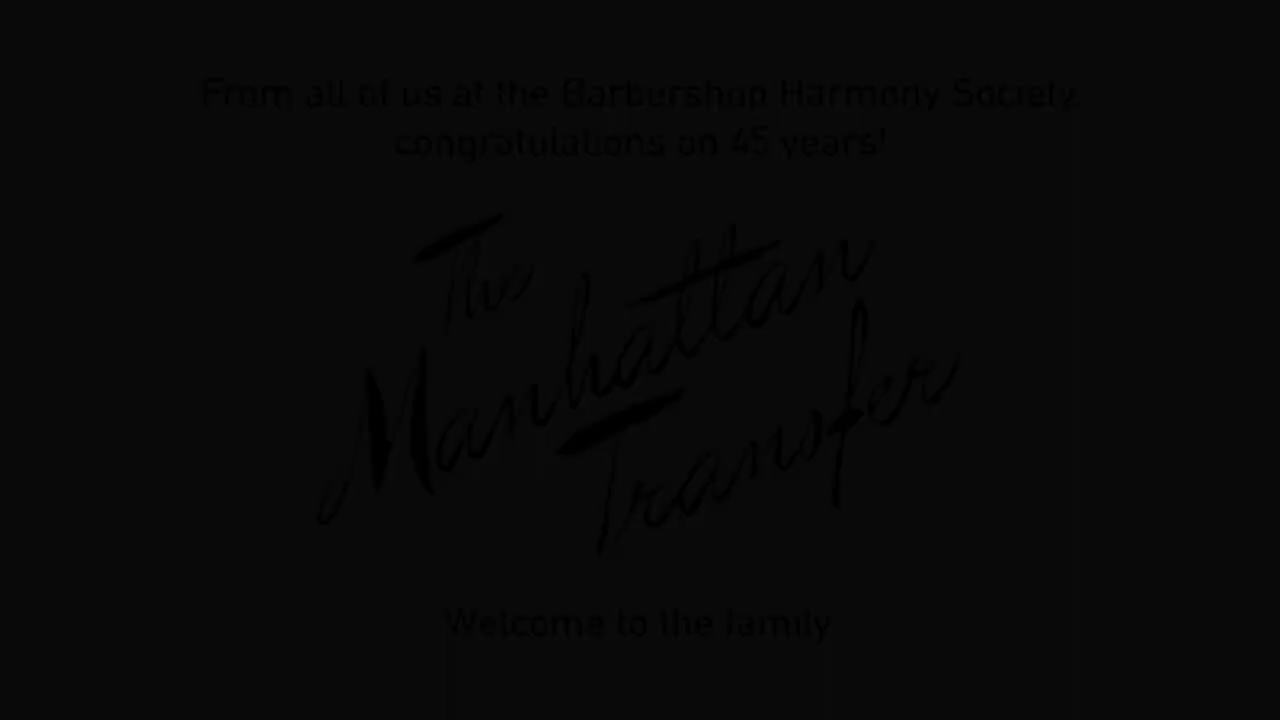 From all of us at the Barbershop Harmony Society,
congratulations on 45 years!
The
Manhattan
Transfer
Welcome to the family